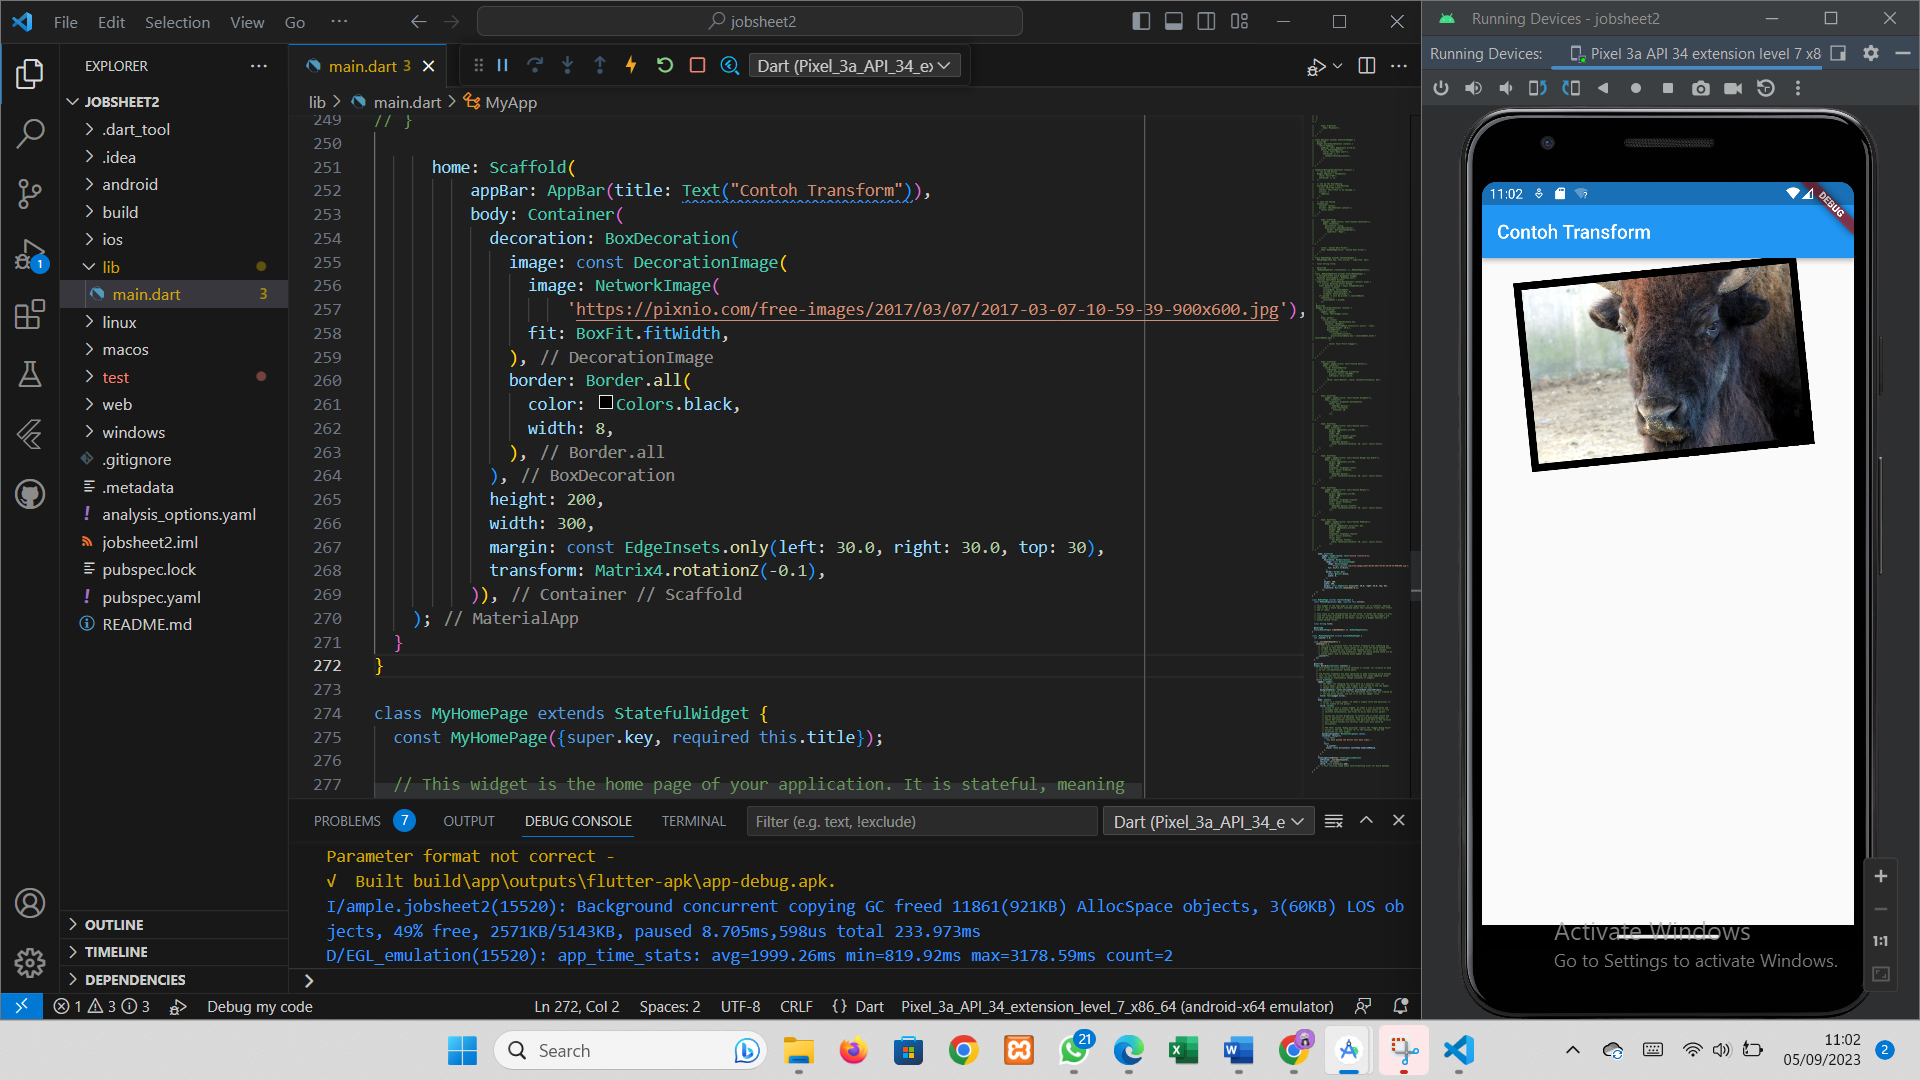 File Edit Selection View Go ··· jobsheet2
EXPLORER
JOBSHEET2
.dart_tool
.idea
android
build
ios
lib
main.dart 3
linux
macos
test
web
windows
.gitignore
.metadata
analysis_options.yaml
jobsheet2.iml
pubspec.lock
pubspec.yaml
README.md
OUTLINE
TIMELINE
DEPENDENCIES
1
main.dart 3
Dart (Pixel_3a_API_34_ex
lib > main.dart > MyApp
249 // }
250
251 home: Scaffold(
252 appBar: AppBar(title: Text("Contoh Transform")),
253 body: Container(
254 decoration: BoxDecoration(
255 image: const DecorationImage(
256 image: NetworkImage(
257 'https://pixnio.com/free-images/2017/03/07/2017-03-07-10-59-39-900x600.jpg'),
258 fit: BoxFit.fitWidth,
259 ), // DecorationImage
260 border: Border.all(
261 color: Colors.black,
262 width: 8,
263 ), // Border.all
264 ), // BoxDecoration
265 height: 200,
266 width: 300,
267 margin: const EdgeInsets.only(left: 30.0, right: 30.0, top: 30),
268 transform: Matrix4.rotationZ(-0.1),
269 )), // Container // Scaffold
270 ); // MaterialApp
271 }
272 }
273
274 class MyHomePage extends StatefulWidget {
275 const MyHomePage({super.key, required this.title});
276
277 // This widget is the home page of your application. It is stateful, meaning
PROBLEMS 7 OUTPUT DEBUG CONSOLE TERMINAL Filter (e.g. text, !exclude) Dart (Pixel_3a_API_34_e
Parameter format not correct -
√ Built build\app\outputs\flutter-apk\app-debug.apk.
I/ample.jobsheet2(15520): Background concurrent copying GC freed 11861(921KB) AllocSpace objects, 3(60KB) LOS ob
jects, 49% free, 2571KB/5143KB, paused 8.705ms,598us total 233.973ms
D/EGL_emulation(15520): app_time_stats: avg=1999.26ms min=819.92ms max=3178.59ms count=2
1 3 3 Debug my code Ln 272, Col 2 Spaces: 2 UTF-8 CRLF {} Dart Pixel_3a_API_34_extension_level_7_x86_64 (android-x64 emulator)
Running Devices - jobsheet2
Running Devices: Pixel 3a API 34 extension level 7 x8
11:02
DEBUG
Contoh Transform
1:1
Activate Windows
Go to Settings to activate Windows.
Search
21
11:02
05/09/2023
2